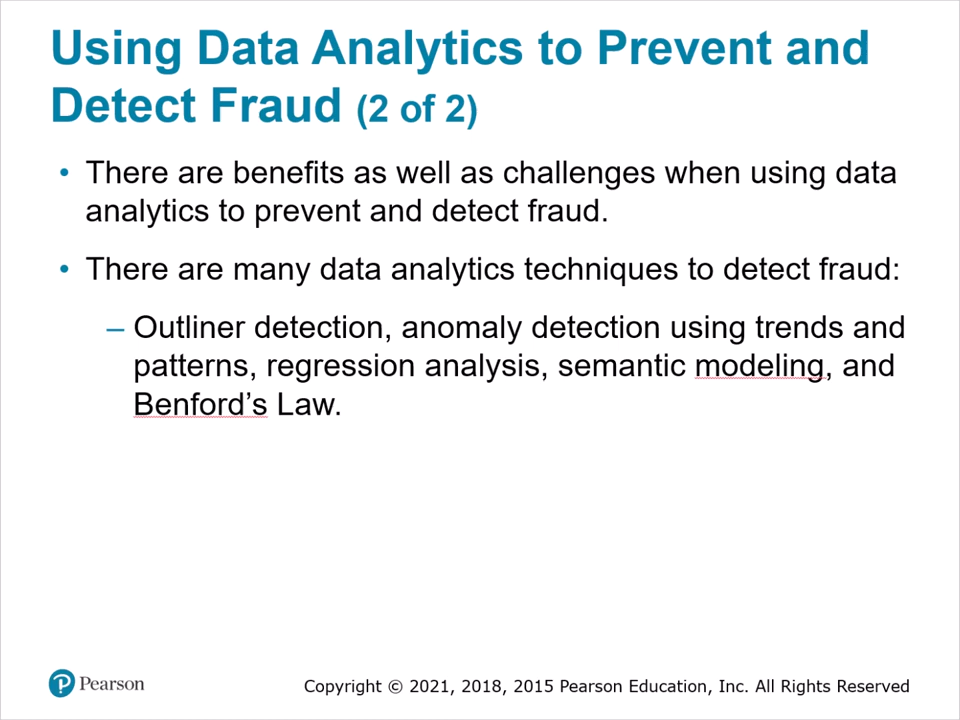 Using Data Analytics to Prevent and
Detect Fraud (2 of 2)
• There are benefits as well as challenges when using data
analytics to prevent and detect fraud.
• There are many data analytics techniques to detect fraud:
– Outliner detection, anomaly detection using trends and
patterns, regression analysis, semantic modeling, and
Benford’s Law.
Pearson
Copyright © 2021, 2018, 2015 Pearson Education, Inc. All Rights Reserved